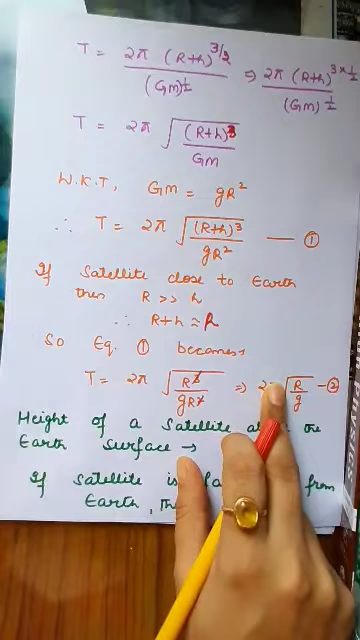 T = 2π (R+h)^3/2 / (Gm)^1/2 ⇒ 2π (R+h)^3×1/2 / (Gm)^1/2
T = 2π √((R+h)^3 / Gm)
W.K.T, Gm = gR²
∴ T = 2π √((R+h)³ / gR²) — ①
If Satellite close to Earth
then R >> h
∴ R+h ≈ R
So Eq. ① becomes
T = 2π √(R³ / gR²) ⇒ √(R / g) - ②
Height of a Satellite the
Earth surface →
If Satellite is from
Earth,